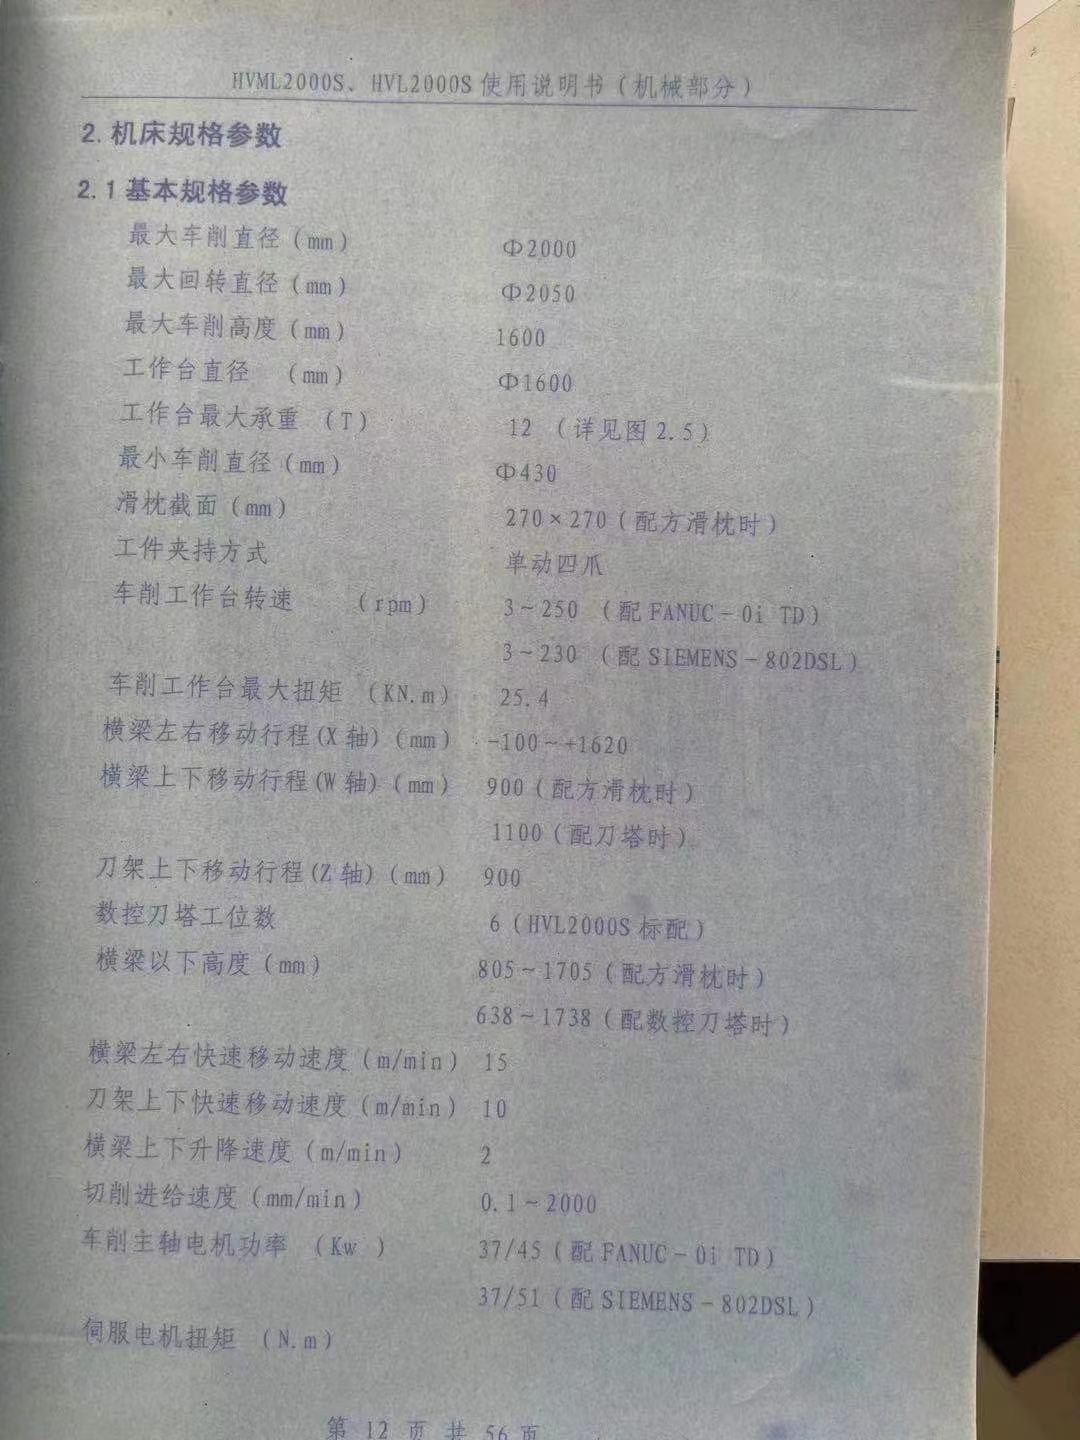 HVML2000S、HVL2000S 使用说明书(机械部分)
2. 机床规格参数
2.1 基本规格参数
最大车削直径(mm) Φ2000
最大回转直径(mm) Φ2050
最大车削高度(mm) 1600
工作台直径 (mm) Φ1600
工作台最大承重 (T) 12 (详见图 2.5)
最小车削直径(mm) Φ430
滑枕截面(mm) 270×270(配方滑枕时)
工件夹持方式 单动四爪
车削工作台转速 (rpm) 3~250 (配 FANUC-0i TD)
3~230 (配 SIEMENS-802DSL)
车削工作台最大扭矩 (KN.m) 25.4
横梁左右移动行程(X 轴)(mm) -100~+1620
横梁上下移动行程(W 轴)(mm) 900(配方滑枕时)
1100(配刀塔时)
刀架上下移动行程(Z 轴)(mm) 900
数控刀塔工位数 6(HVL2000S 标配)
横梁以下高度(mm) 805~1705(配方滑枕时)
638~1738(配数控刀塔时)
横梁左右快速移动速度(m/min) 15
刀架上下快速移动速度(m/min) 10
横梁上下升降速度(m/min) 2
切削进给速度(mm/min) 0.1~2000
车削主轴电机功率 (Kw ) 37/45(配 FANUC-0i TD)
37/51(配 SIEMENS-802DSL)
伺服电机扭矩 (N.m)
第 12 页 共 56 页